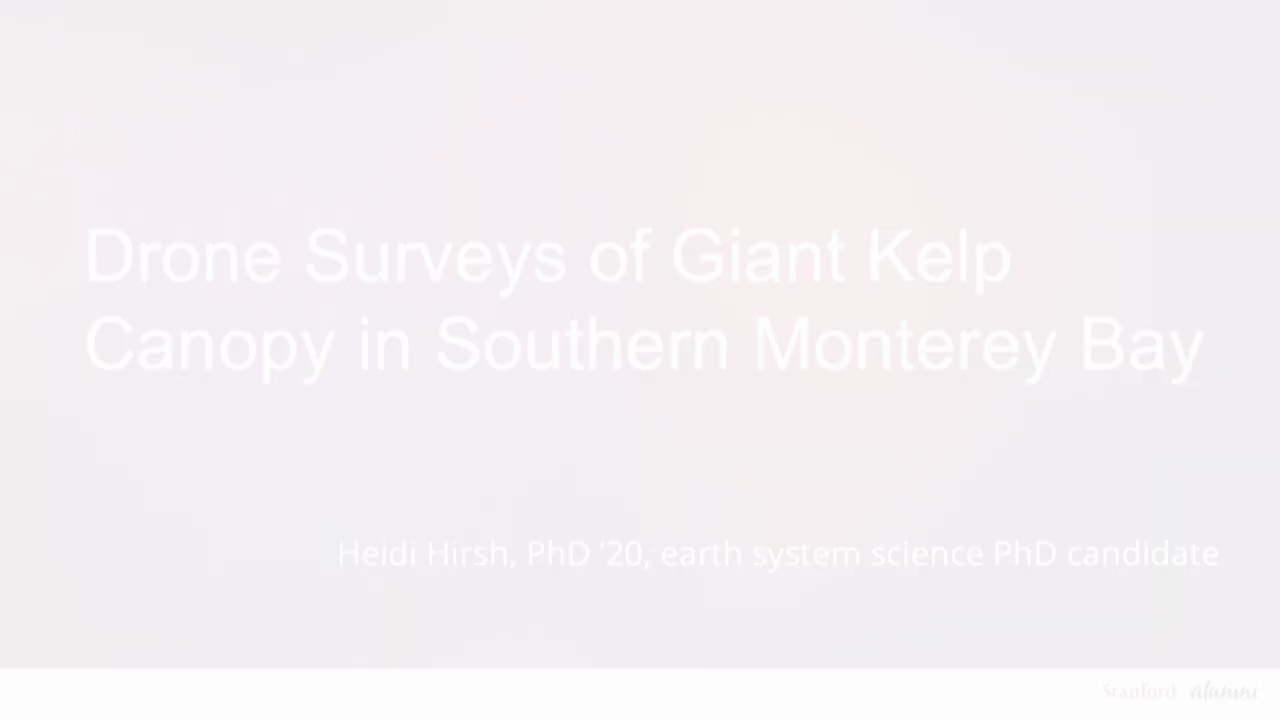 Drone Surveys of Giant Kelp
Canopy in Southern Monterey Bay
Heidi Hirsh, PhD '20, earth system science PhD candidate
Stanford alumni